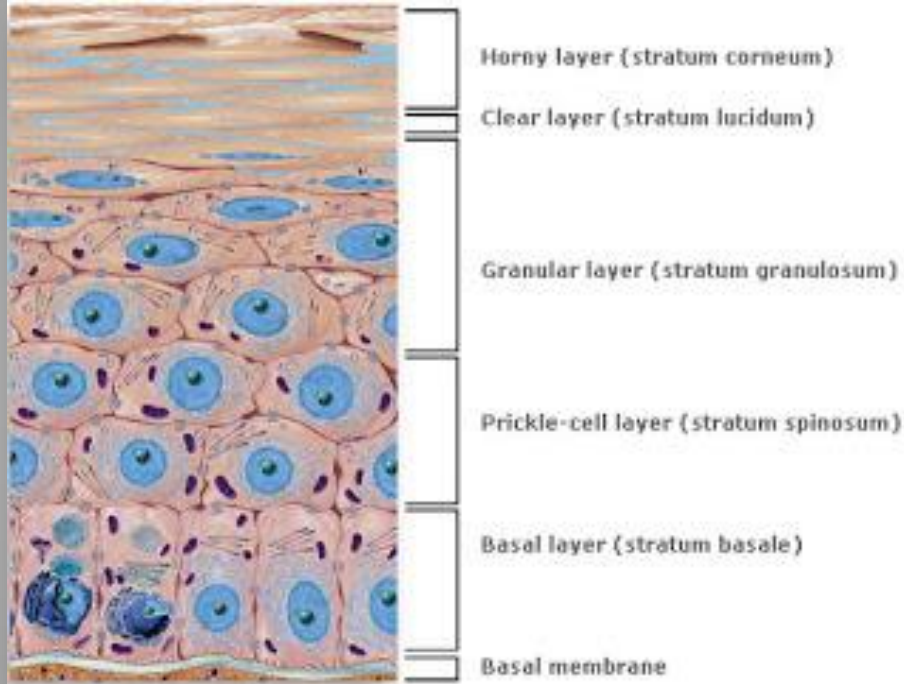 Horny layer (stratum corneum)
Clear layer (stratum lucidum)
Granular layer (stratum granulosum)
Prickle-cell layer (stratum spinosum)
Basal layer (stratum basale)
Basal membrane